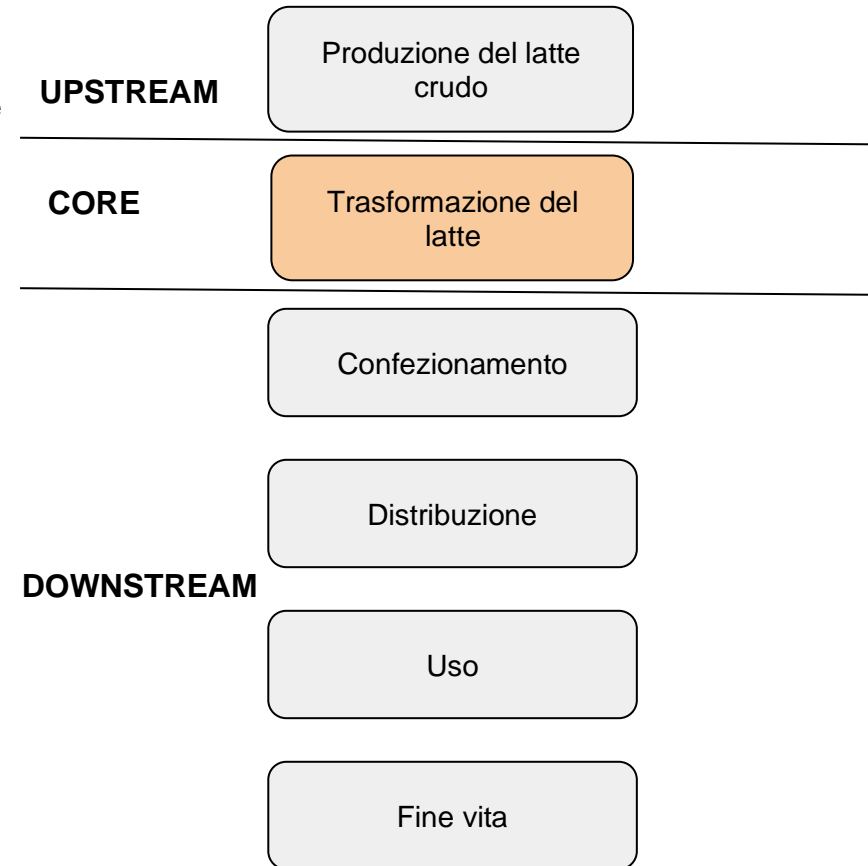 Produzione del latte
crudo
UPSTREAM
e
CORE
Trasformazione del
latte
Confezionamento
Distribuzione
DOWNSTREAM
Uso
Fine vita